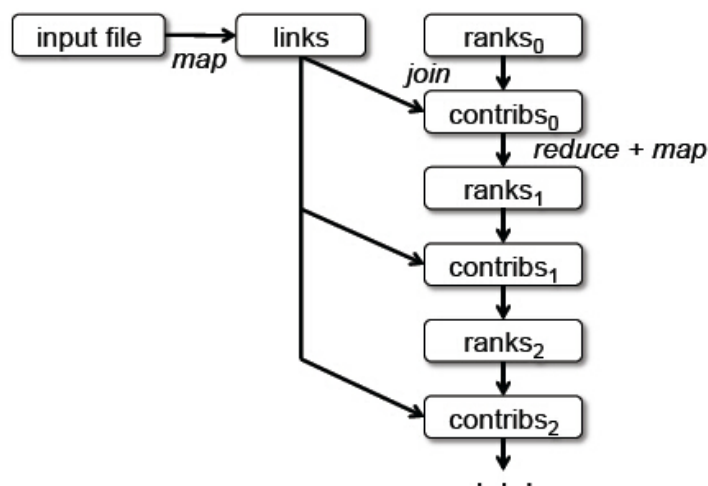 input file
map
links
ranks0
join
contribs0
reduce + map
ranks1
contribs1
ranks2
contribs2
. . .